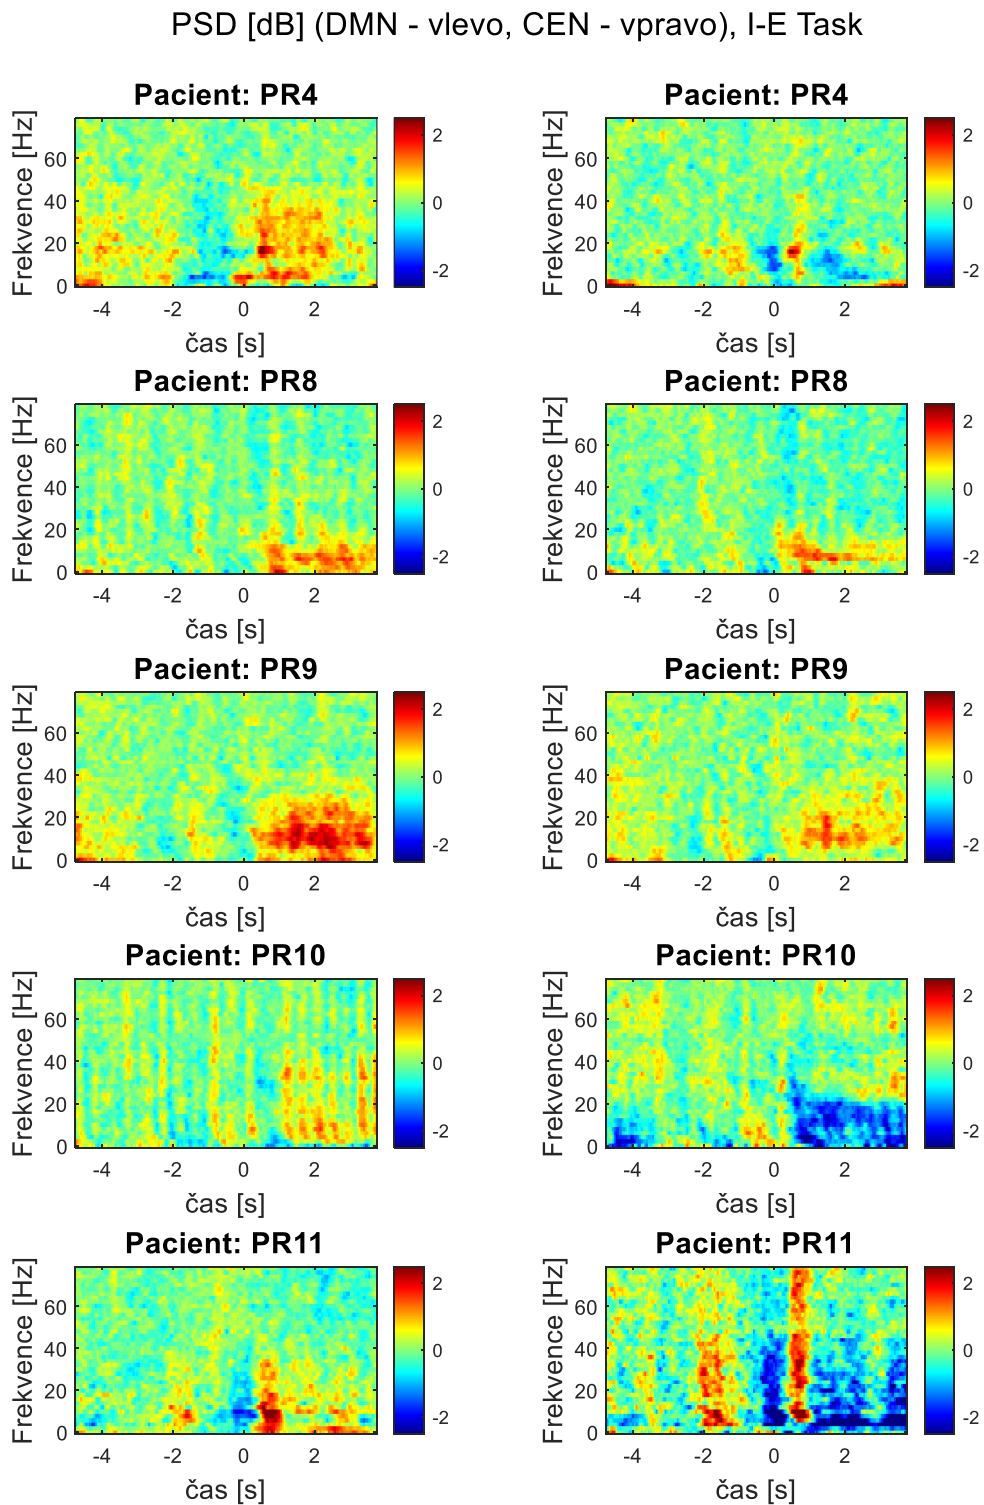 PSD [dB] (DMN - vlevo, CEN - vpravo), I-E Task
Pacient: PR4
Frekvence [Hz]
60
40
20
0
-4 -2 0 2
čas [s]
2
0
-2
Pacient: PR4
Frekvence [Hz]
60
40
20
0
-4 -2 0 2
čas [s]
2
0
-2
Pacient: PR8
Frekvence [Hz]
60
40
20
0
-4 -2 0 2
čas [s]
2
0
-2
Pacient: PR8
Frekvence [Hz]
60
40
20
0
-4 -2 0 2
čas [s]
2
0
-2
Pacient: PR9
Frekvence [Hz]
60
40
20
0
-4 -2 0 2
čas [s]
2
0
-2
Pacient: PR9
Frekvence [Hz]
60
40
20
0
-4 -2 0 2
čas [s]
2
0
-2
Pacient: PR10
Frekvence [Hz]
60
40
20
0
-4 -2 0 2
čas [s]
2
0
-2
Pacient: PR10
Frekvence [Hz]
60
40
20
0
-4 -2 0 2
čas [s]
2
0
-2
Pacient: PR11
Frekvence [Hz]
60
40
20
0
-4 -2 0 2
čas [s]
2
0
-2
Pacient: PR11
Frekvence [Hz]
60
40
20
0
-4 -2 0 2
čas [s]
2
0
-2